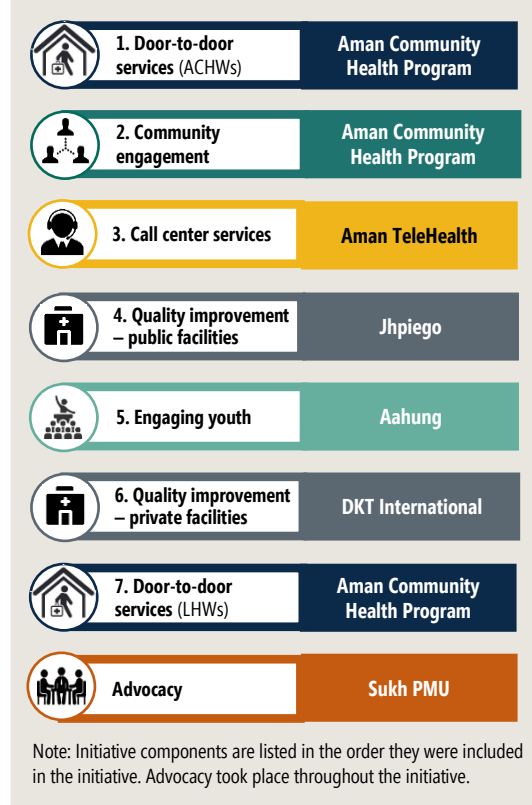 1. Door-to-door
services (ACHWs)
Aman Community
Health Program
2. Community
engagement
Aman Community
Health Program
3. Call center services
Aman TeleHealth
4. Quality improvement
– public facilities
Jhpiego
5. Engaging youth
Aahung
6. Quality improvement
– private facilities
DKT International
7. Door-to-door
services (LHWs)
Aman Community
Health Program
Advocacy
Sukh PMU
Note: Initiative components are listed in the order they were included
in the initiative. Advocacy took place throughout the initiative.